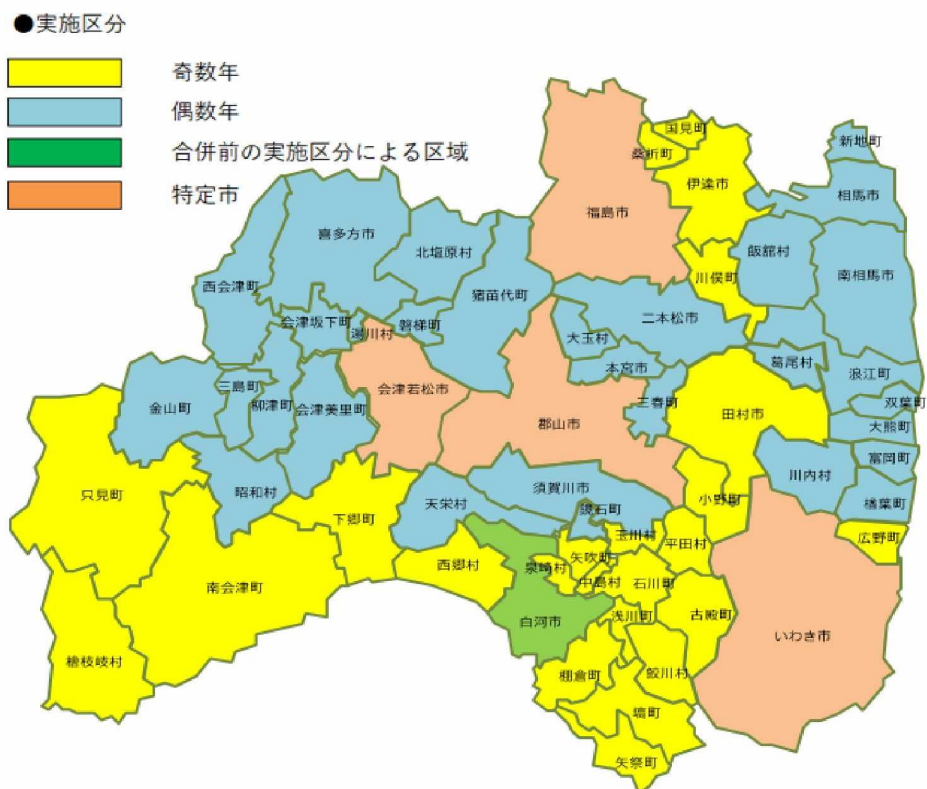 ●実施区分
奇数年
偶数年
合併前の実施区分による区域
特定市
国見町
桑折町
新地町
伊達市
相馬市
福島市
喜多方市
北塩原村
飯舘村
南相馬市
川俣町
西会津町
猪苗代町
二本松市
会津坂下町
湯川村
磐梯町
大玉村
本宮市
葛尾村
浪江町
三島町
会津若松市
双葉町
金山町
柳津町
会津美里町
三春町
田村市
大熊町
郡山市
富岡町
川内村
只見町
昭和村
須賀川市
小野町
楢葉町
天栄村
鏡石町
下郷町
玉川村
平田村
広野町
矢吹町
西郷村
泉崎村
中島村
石川町
南会津町
浅川町
古殿町
白河市
いわき市
檜枝岐村
棚倉町
鮫川村
塙町
矢祭町